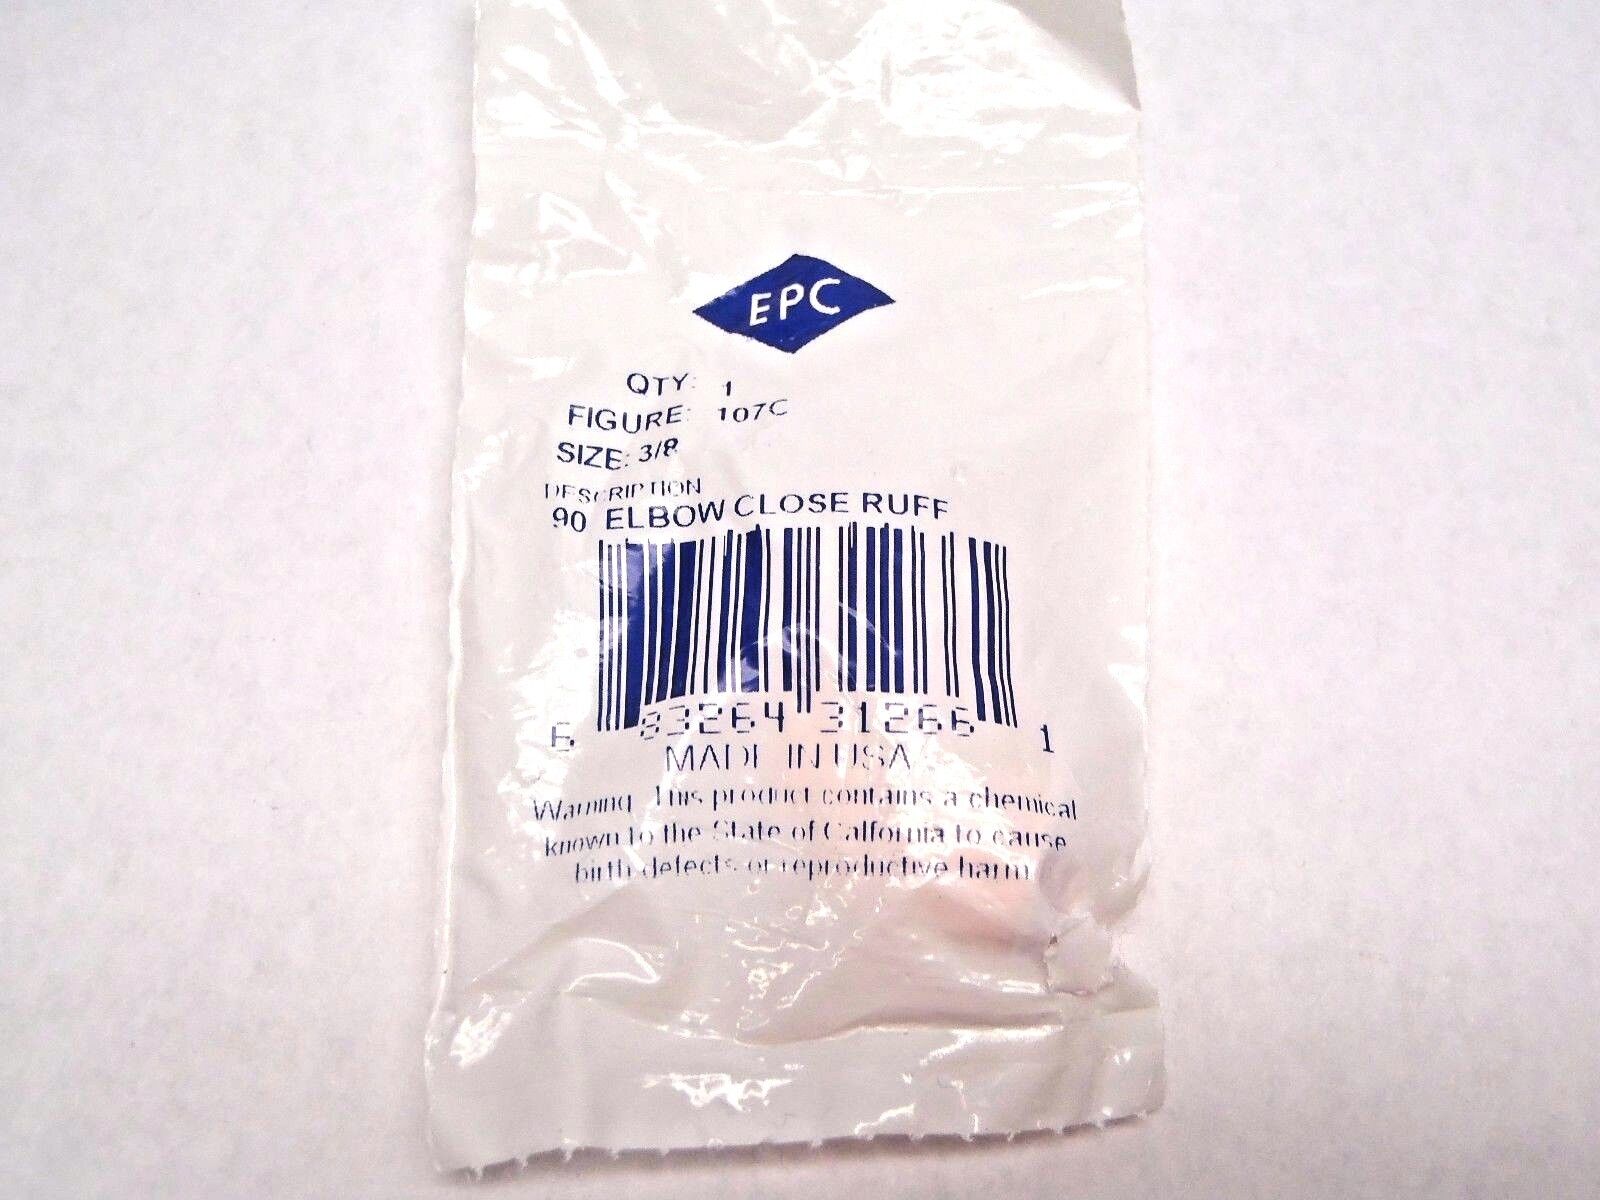 EPC
QTY: 1
FIGURE: 107C
SIZE: 3/8
DESCRIPTION
90 ELBOW CLOSE RUFF
6 83264 31266 1
MADE IN USA
Warning This product contains a chemical
known to the State of Calfornia to cause
birth defects or reproductive harm